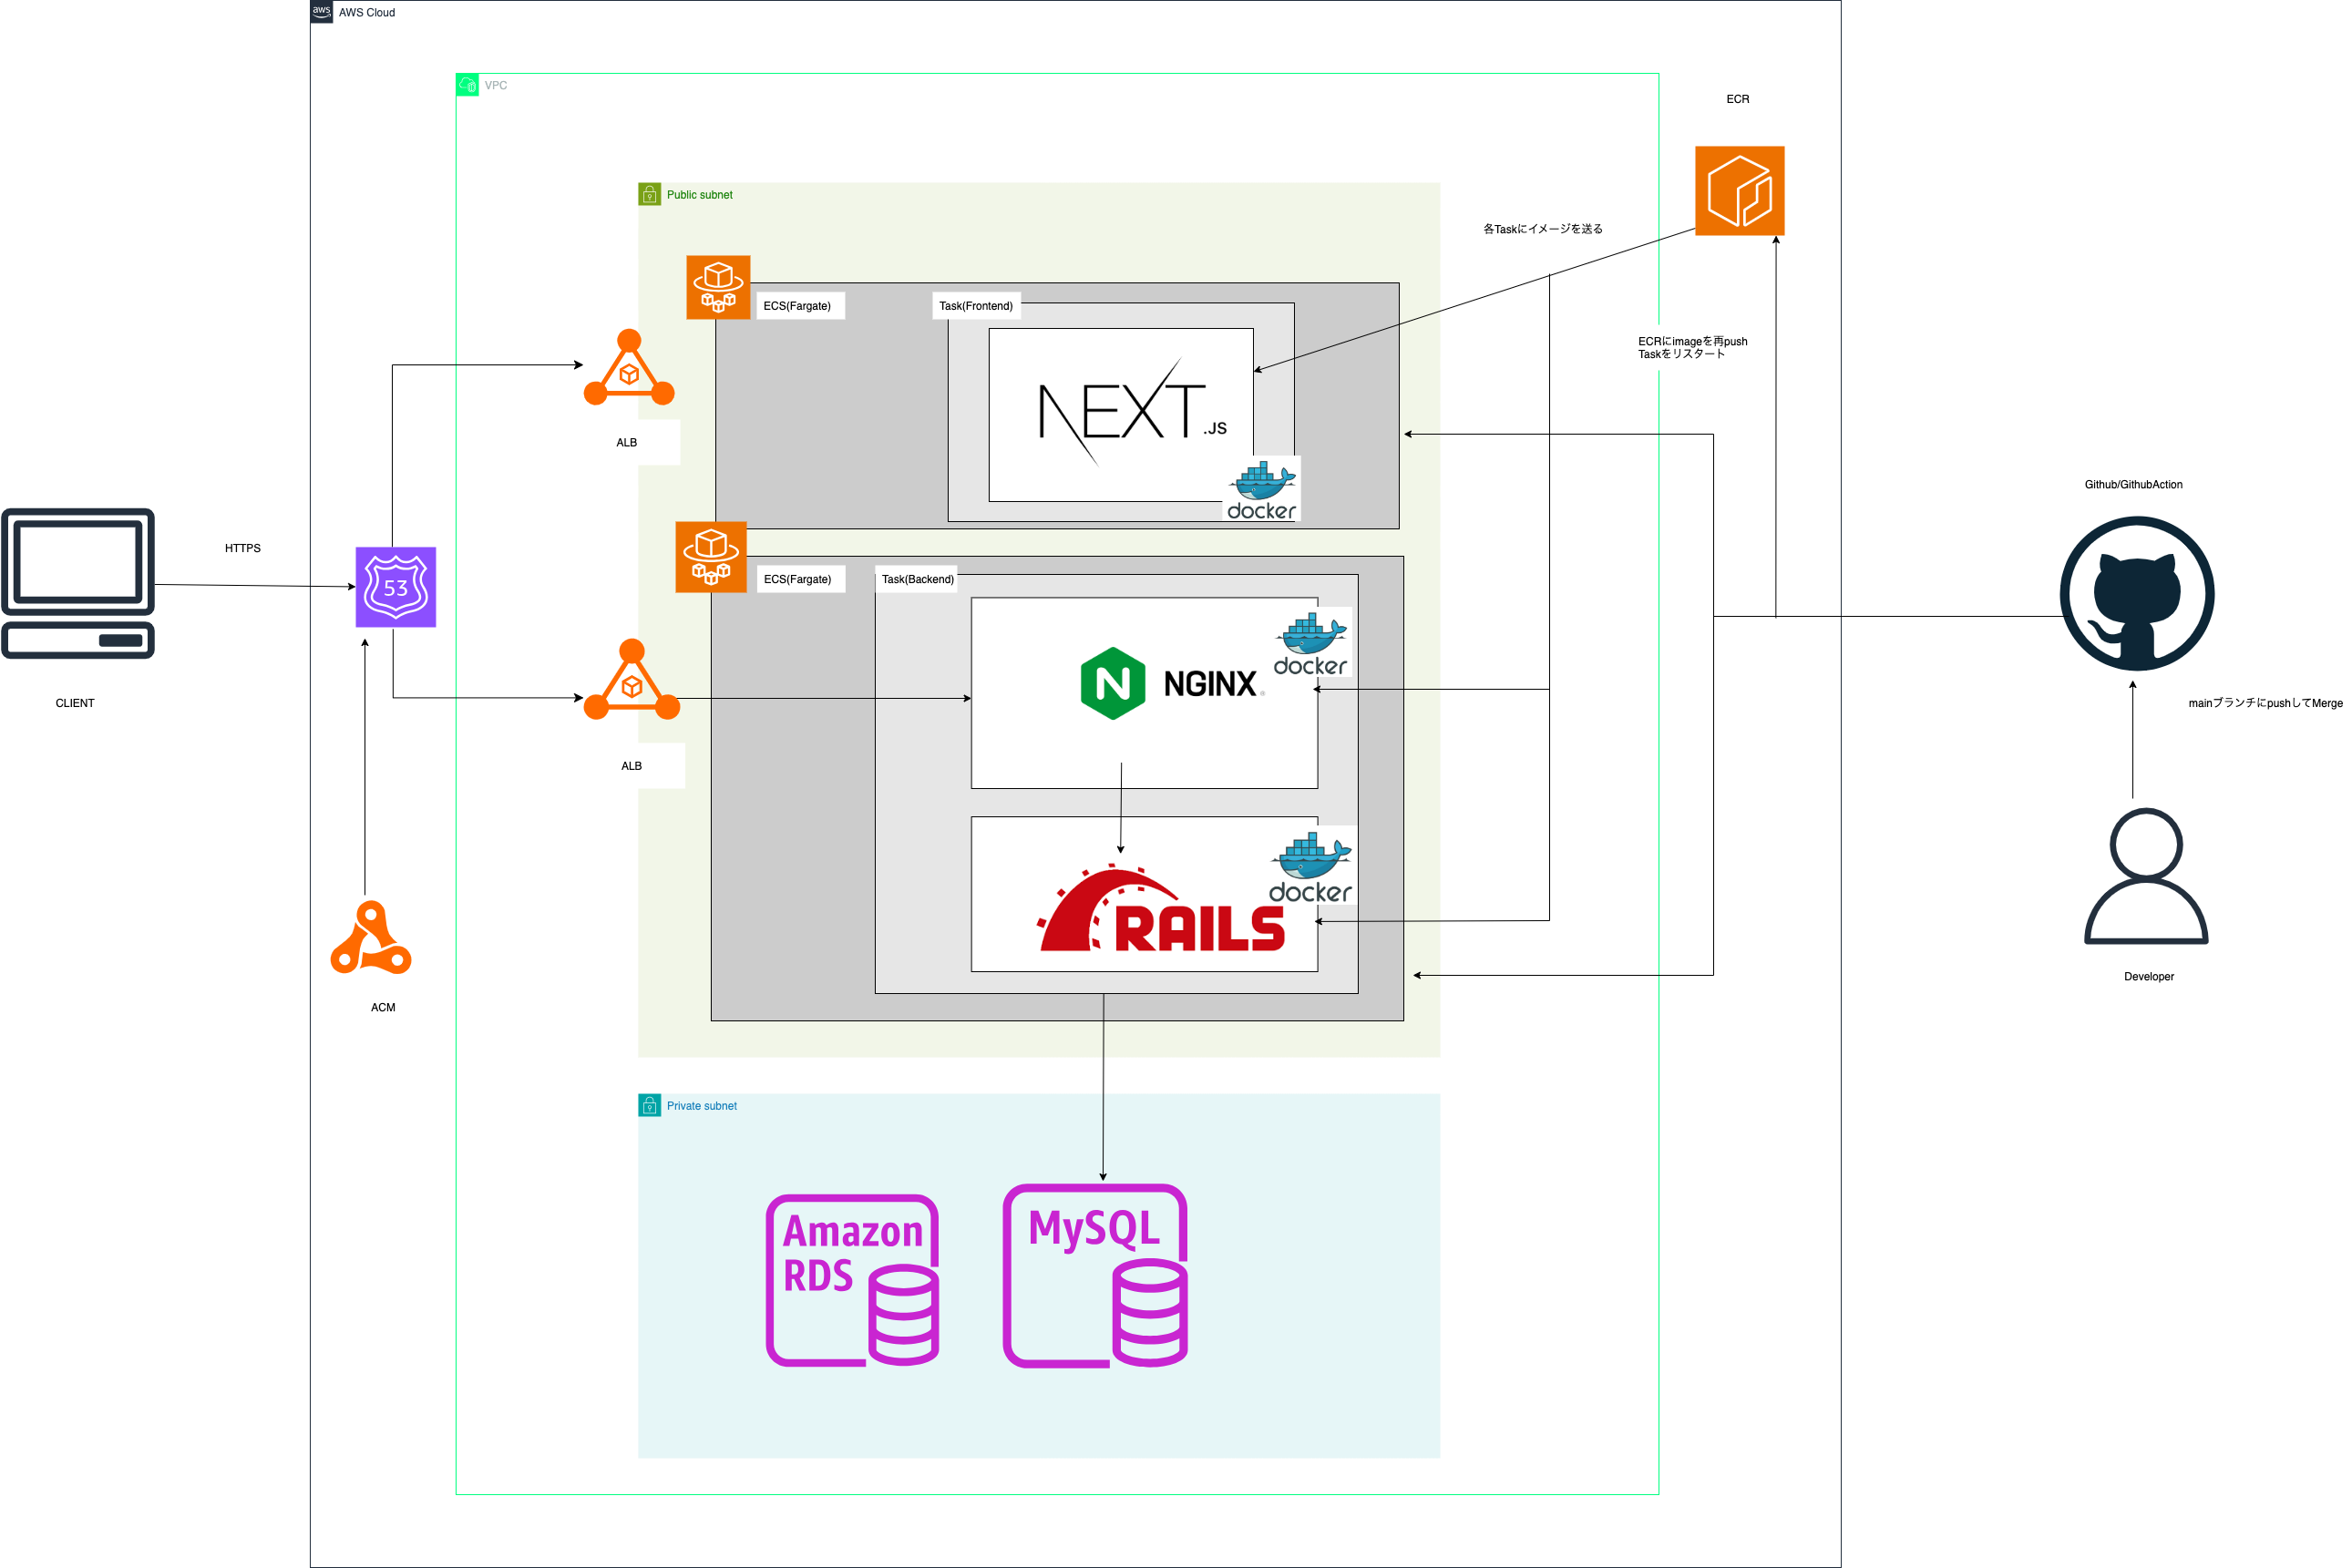 aws
AWS Cloud
VPC
ECR
Public subnet
各Taskにイメージを送る
ECS(Fargate)
Task(Frontend)
ECRにimageを再push
Taskをリスタート
NEXT
.JS
ALB
docker
Github/GithubAction
HTTPS
53
ECS(Fargate)
Task(Backend)
docker
NGINX
CLIENT
mainブランチにpushしてMerge
ALB
docker
RAILS
Developer
ACM
Private subnet
Amazon
RDS
MySQL